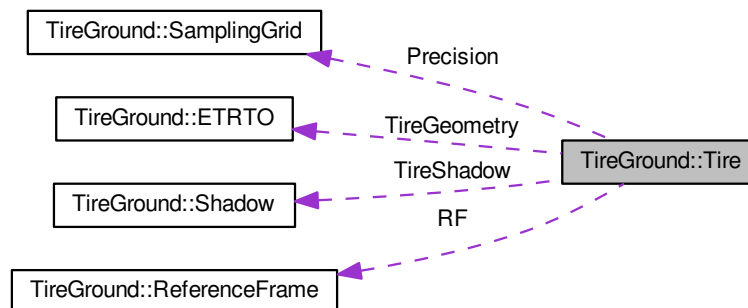 TireGround::SamplingGrid
Precision
TireGround::ETRTO
TireGeometry
TireGround::Tire
TireShadow
TireGround::Shadow
RF
TireGround::ReferenceFrame